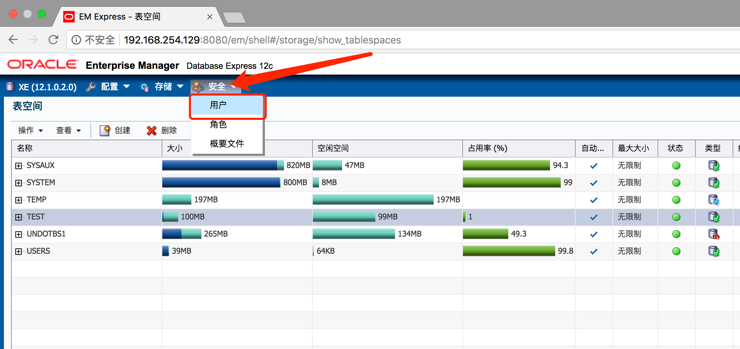 EM Express - 表空间
不安全 192.168.254.129:8080/em/shell#/storage/show_tablespaces
ORACLE Enterprise Manager Database Express 12c
XE (12.1.0.2.0) 配置 存储 安全
用户
角色
概要文件
表空间
操作 查看 创建 删除
名称 大小 空闲空间 占用率 (%) 自动... 最大大小 状态 类型
SYSAUX 820MB 47MB 94.3 无限制
SYSTEM 800MB 8MB 99 无限制
TEMP 197MB 197MB 无限制
TEST 100MB 99MB 1 无限制
UNDOTBS1 265MB 134MB 49.3 无限制
USERS 39MB 64KB 99.8 无限制